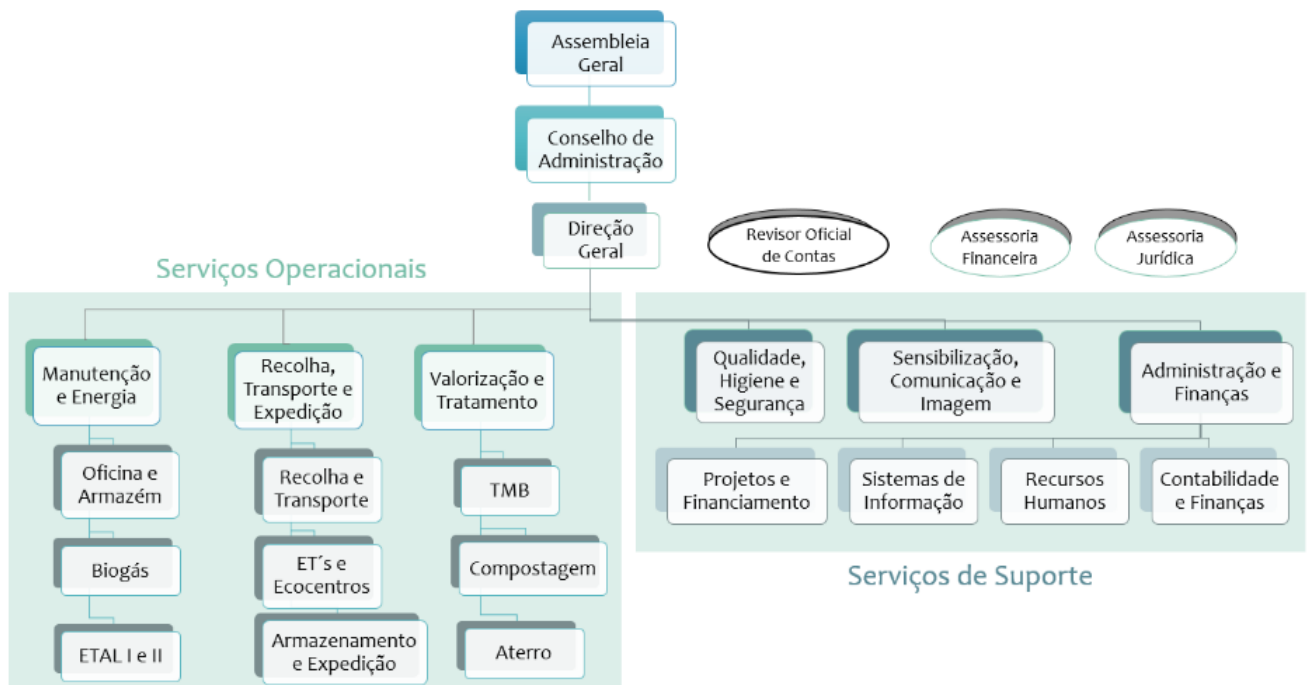 Assembleia
Geral
Conselho de
Administração
Direção
Geral
Revisor Oficial
de Contas
Assessoria
Financeira
Assessoria
Jurídica
Serviços Operacionais
Manutenção
e Energia
Recolha,
Transporte e
Expedição
Valorização e
Tratamento
Qualidade,
Higiene e
Segurança
Sensibilização,
Comunicação e
Imagem
Administração e
Finanças
Oficina e
Armazém
Recolha e
Transporte
TMB
Projetos e
Financiamento
Sistemas de
Informação
Recursos
Humanos
Contabilidade
e Finanças
Biogás
ET´s e
Ecocentros
Compostagem
Serviços de Suporte
ETAL I e II
Armazenamento
e Expedição
Aterro